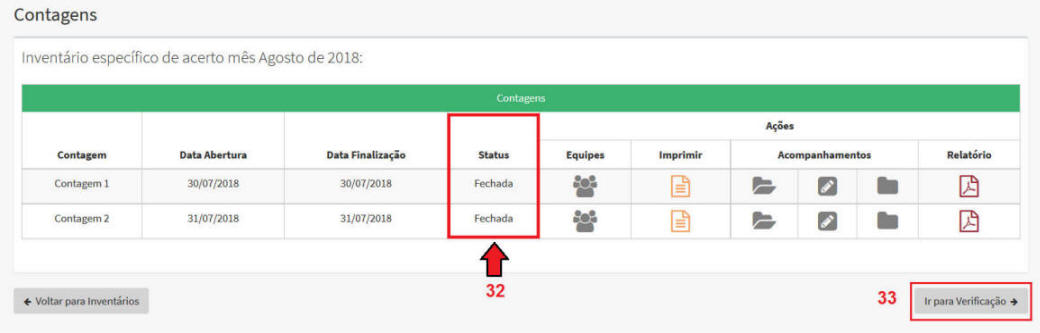 Contagens
Inventário específico de acerto mês Agosto de 2018:
Contagens
Ações
Contagem Data Abertura Data Finalização Status Equipes Imprimir Acompanhamentos Relatório
Contagem 1 30/07/2018 30/07/2018 Fechada
Contagem 2 31/07/2018 31/07/2018 Fechada
32
← Voltar para Inventários 33 Ir para Verificação →